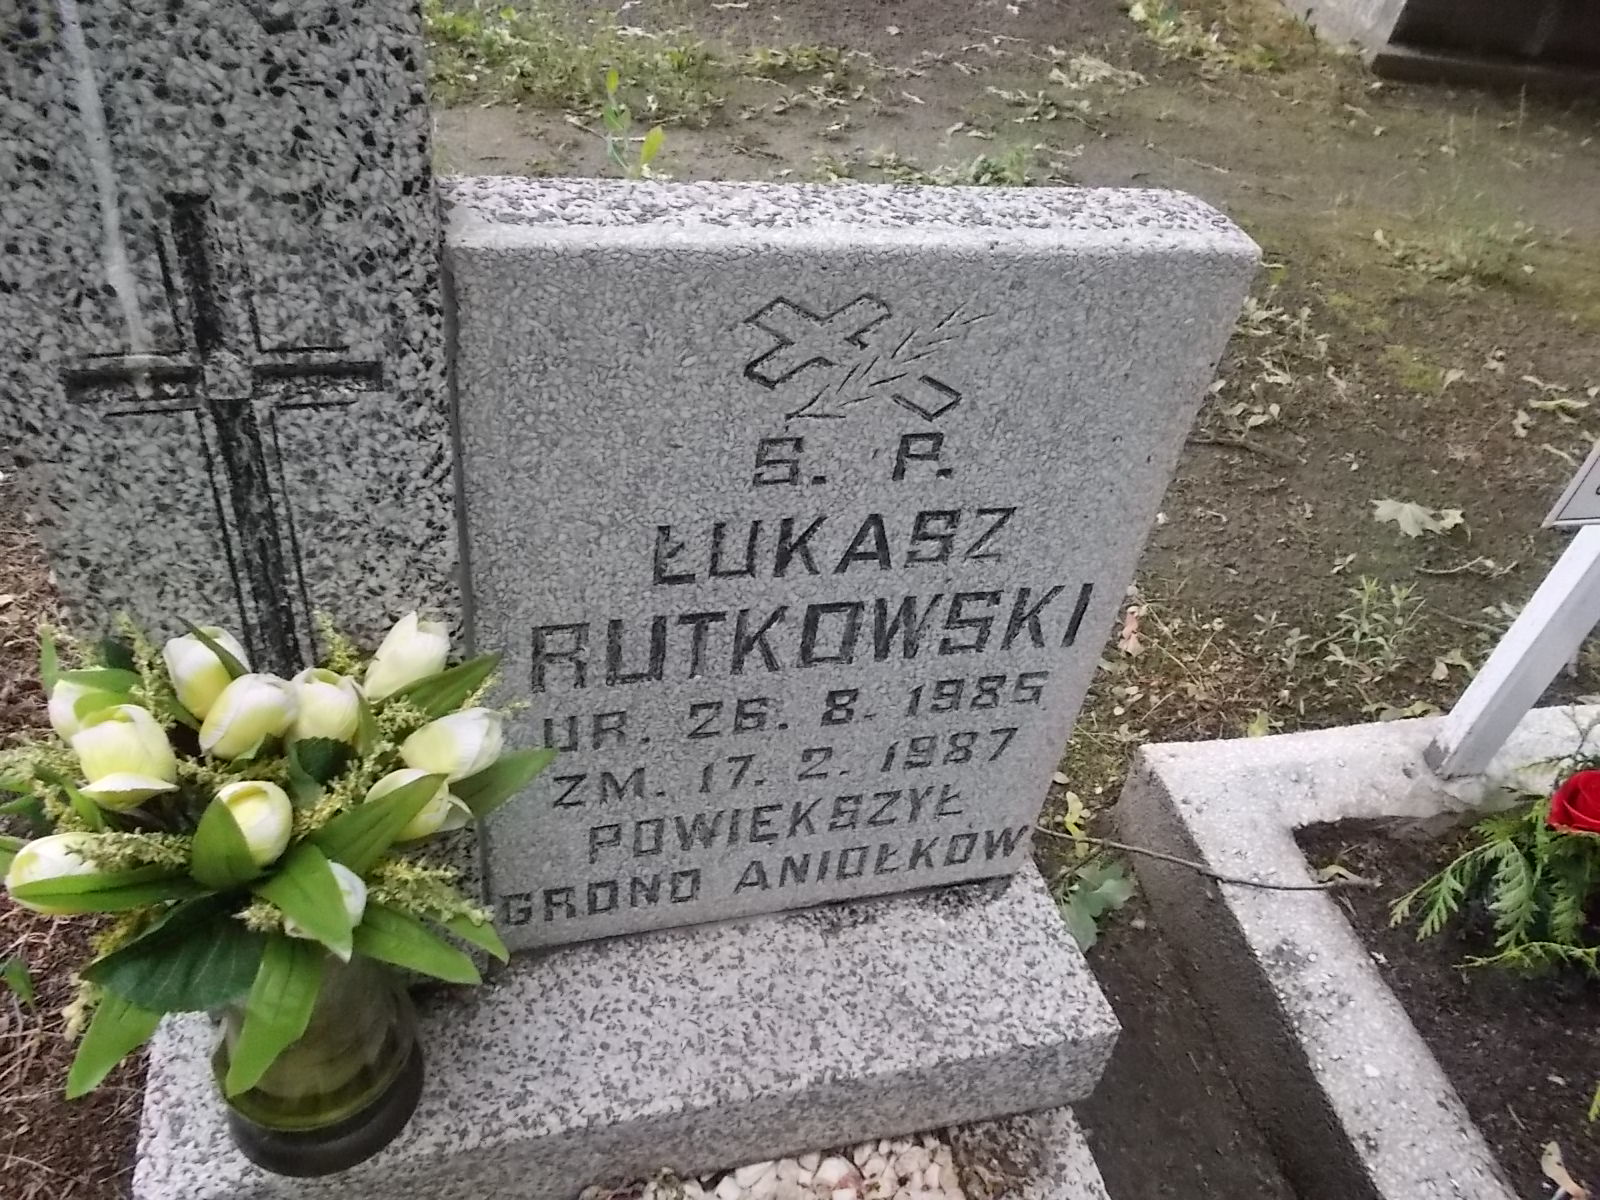 Ś. P.
ŁUKASZ
RUTKOWSKI
UR. 26. 8. 1985
ZM. 17. 2. 1987
POWIĘKSZYŁ
GRONO ANIOŁKÓW